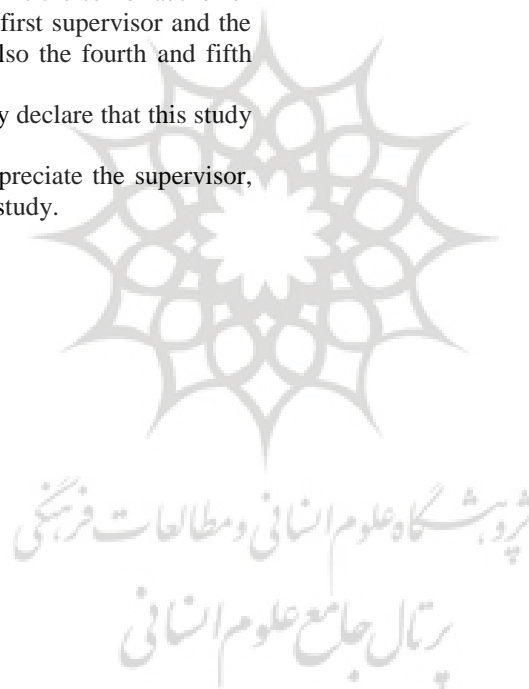 first supervisor and the
lso the fourth and fifth
y declare that this study
preciate the supervisor,
study.
پژوهشگاه علوم انسانی و مطالعات فرهنگی
پرتال جامع علوم انسانی